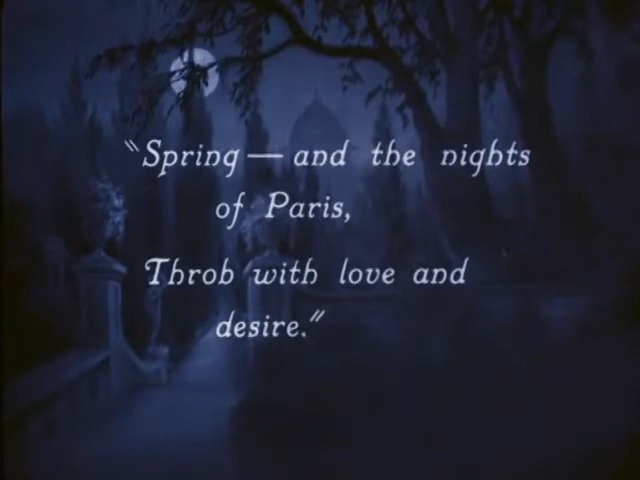 "Spring — and the nights
of Paris,
Throb with love and
desire."